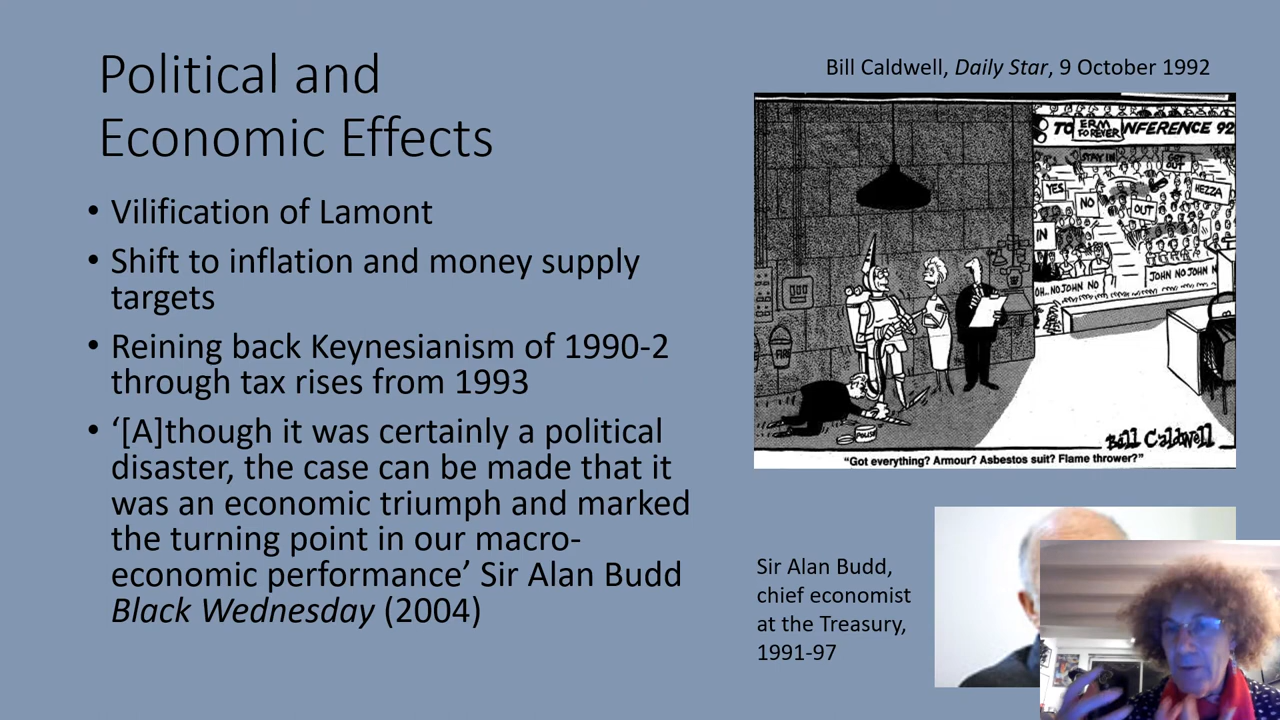 Political and
Economic Effects
• Vilification of Lamont
• Shift to inflation and money supply
targets
• Reining back Keynesianism of 1990-2
through tax rises from 1993
• ‘[A]though it was certainly a political
disaster, the case can be made that it
was an economic triumph and marked
the turning point in our macro-
economic performance’ Sir Alan Budd
Black Wednesday (2004)
Bill Caldwell, Daily Star, 9 October 1992
TO ERM FOREVER NFERENCE 92
STAY IN
GET OUT
YES
NO
OUT
HEZZA
IN
OH..NO JOHN NO
JOHN NO JOHN N
FIRE
POLISH
Bill Caldwell
“Got everything? Armour? Asbestos suit? Flame thrower?”
Sir Alan Budd,
chief economist
at the Treasury,
1991-97